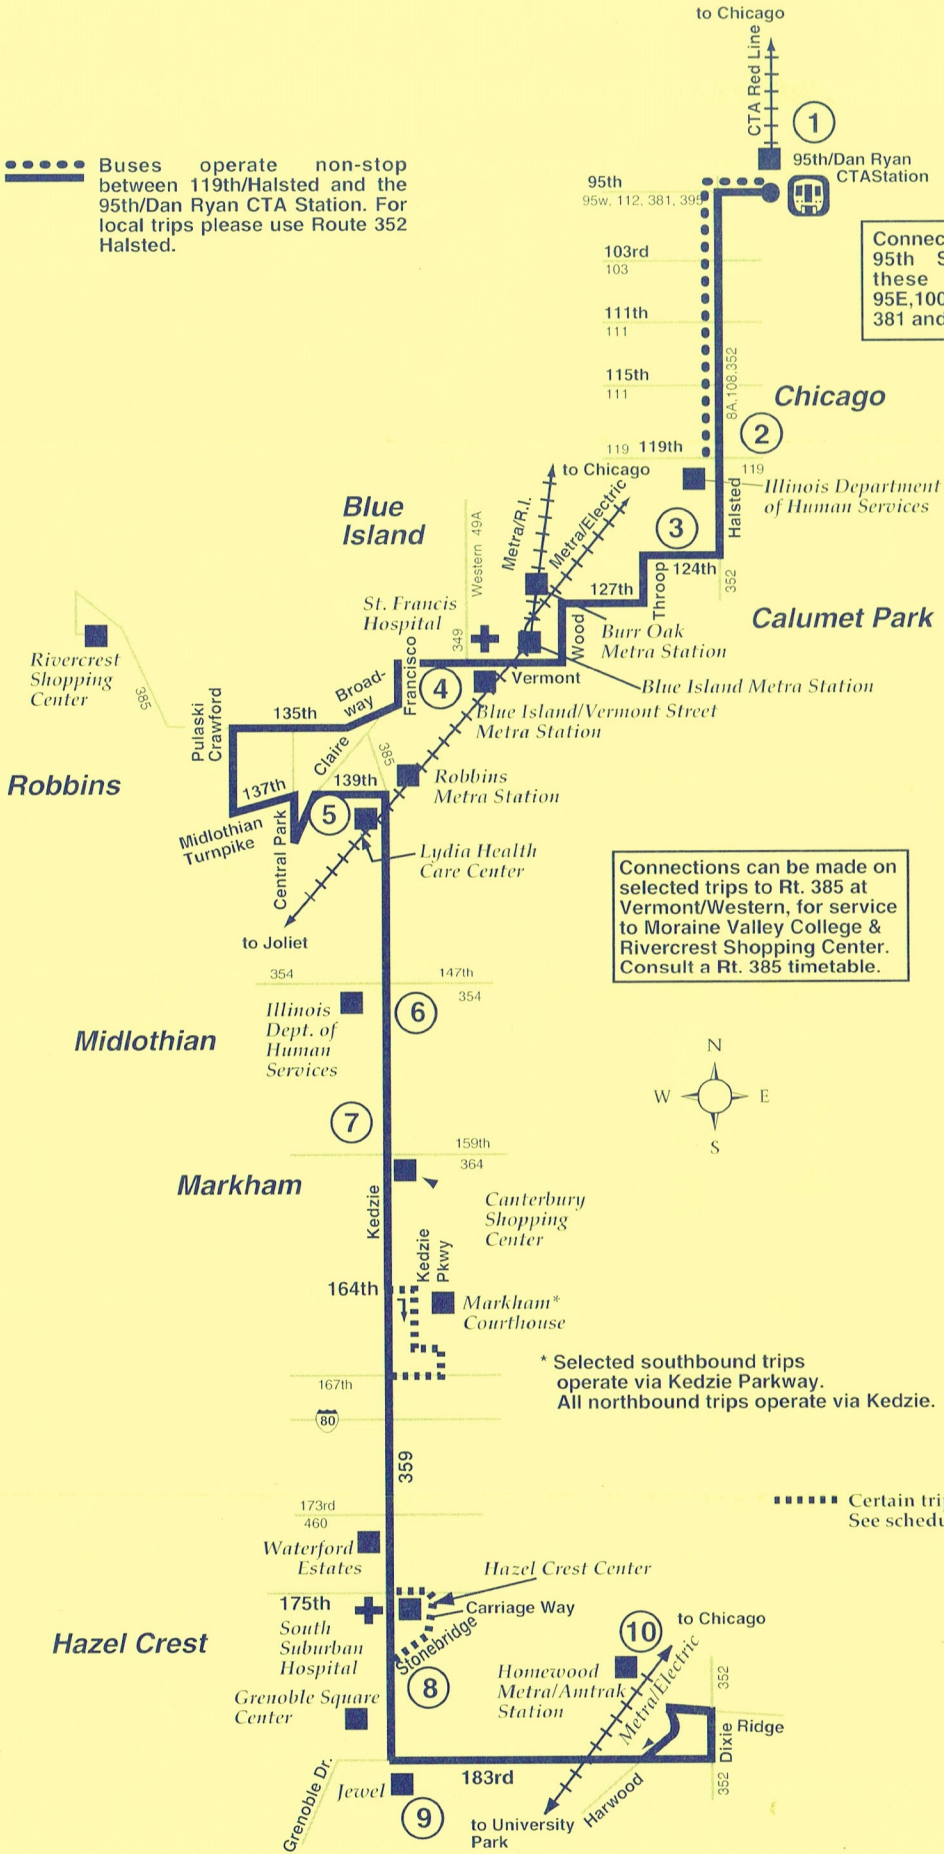 to Chicago
CTA Red Line
1
Buses operate non-stop
between 119th/Halsted and the
95th/Dan Ryan CTA Station. For
local trips please use Route 352
Halsted.
95th/Dan Ryan
CTAStation
95th
95w, 112, 381, 395
Connec
95th S
these
95E,100
381 and
103rd
103
111th
111
115th
111
8A,108,352
Chicago
2
119 119th
119
Halsted
Illinois Department
of Human Services
to Chicago
Metra/R.I.
Metra/Electric
Blue
Island
Western 49A
3
124th
352
Throop
127th
Calumet Park
St. Francis
Hospital
349
Wood
Burr Oak
Metra Station
Rivercrest
Shopping
Center
385
Francisco
4
Vermont
Blue Island Metra Station
Broad-
way
Blue Island/Vermont Street
Metra Station
Pulaski
Crawford
135th
Claire
385
Robbins
139th
Robbins
Metra Station
137th
5
Midlothian
Turnpike
Central Park
Lydia Health
Care Center
Connections can be made on
selected trips to Rt. 385 at
Vermont/Western, for service
to Moraine Valley College &
Rivercrest Shopping Center.
Consult a Rt. 385 timetable.
to Joliet
354
147th
354
Illinois
Dept. of
Human
Services
6
Midlothian
N
W E
S
7
159th
364
Markham
Kedzie
Canterbury
Shopping
Center
Kedzie
Pkwy
164th
Markham*
Courthouse
* Selected southbound trips
operate via Kedzie Parkway.
All northbound trips operate via Kedzie.
167th
80
359
Certain trip
See schedu
173rd
460
Waterford
Estates
Hazel Crest Center
175th
Carriage Way
South
Suburban
Hospital
Stonebridge
Hazel Crest
8
10
to Chicago
Homewood
Metra/Amtrak
Station
Metra/Electric
352
Grenoble Square
Center
Dixie
Ridge
183rd
352
Harwood
Grenoble Dr.
Jewel
9
to University
Park